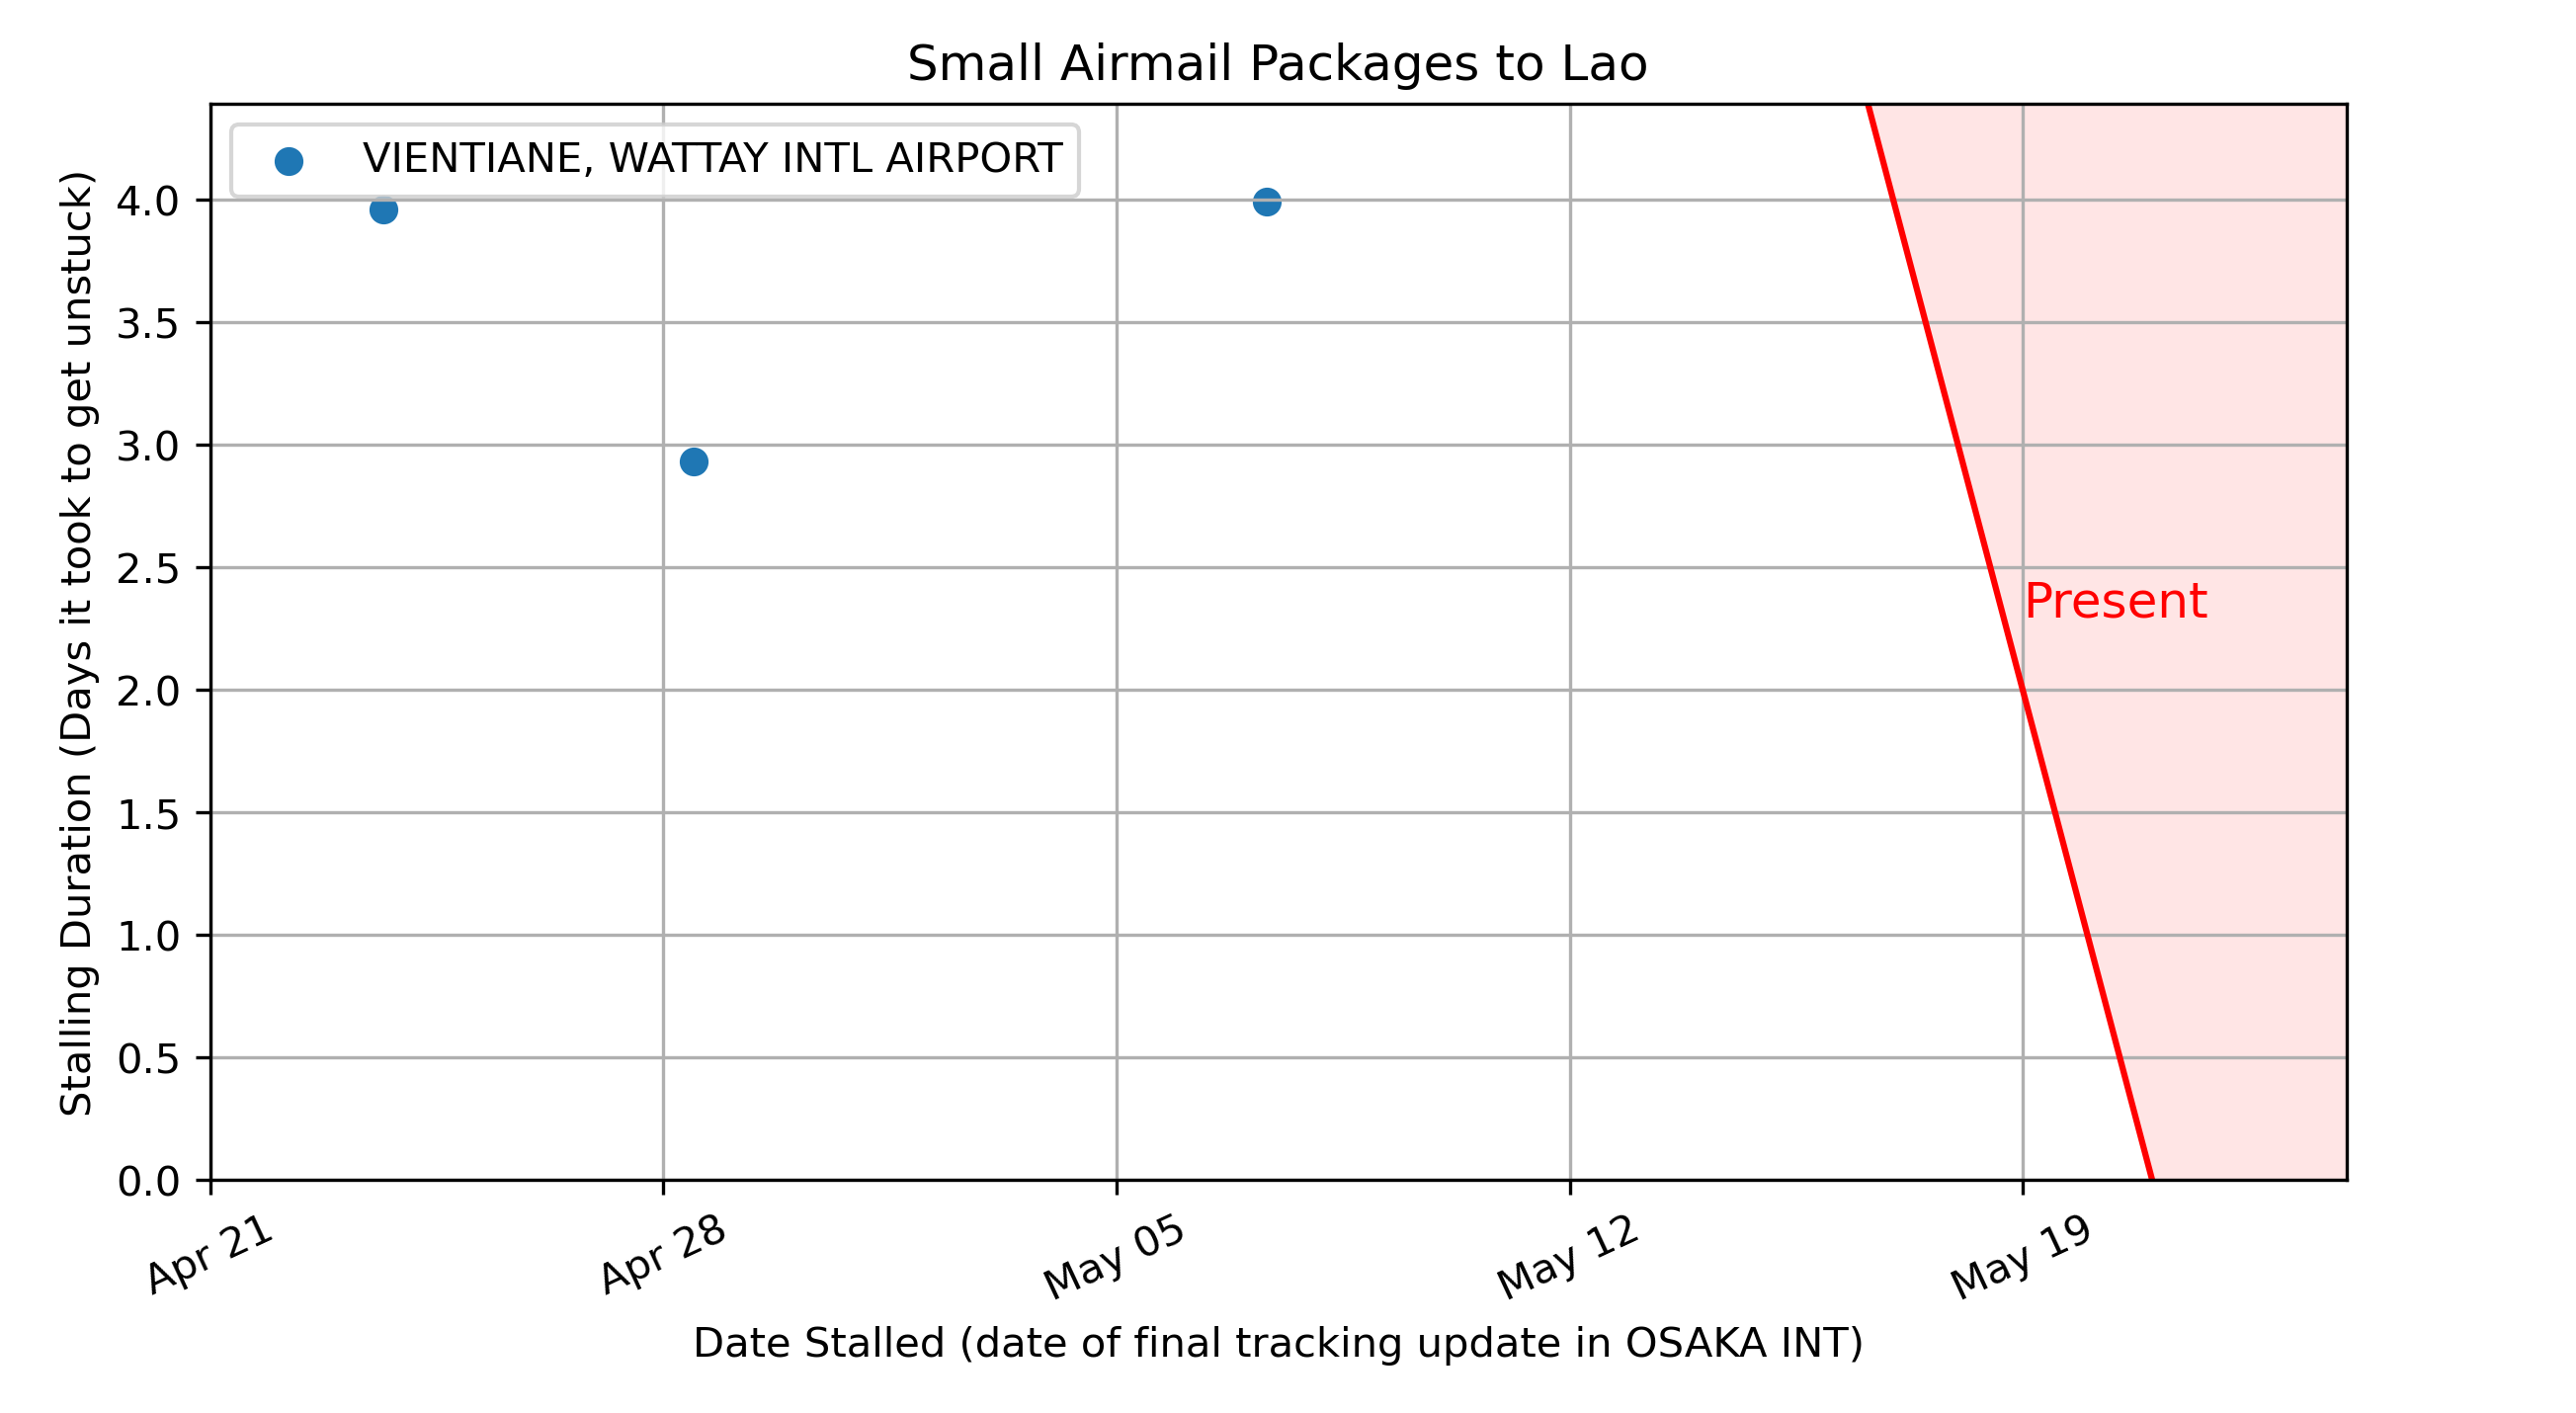 Small Airmail Packages to Lao
VIENTIANE, WATTAY INTL AIRPORT
Stalling Duration (Days it took to get unstuck)
4.0
3.5
3.0
2.5
2.0
1.5
1.0
0.5
0.0
Present
Apr 21
Apr 28
May 05
May 12
May 19
Date Stalled (date of final tracking update in OSAKA INT)